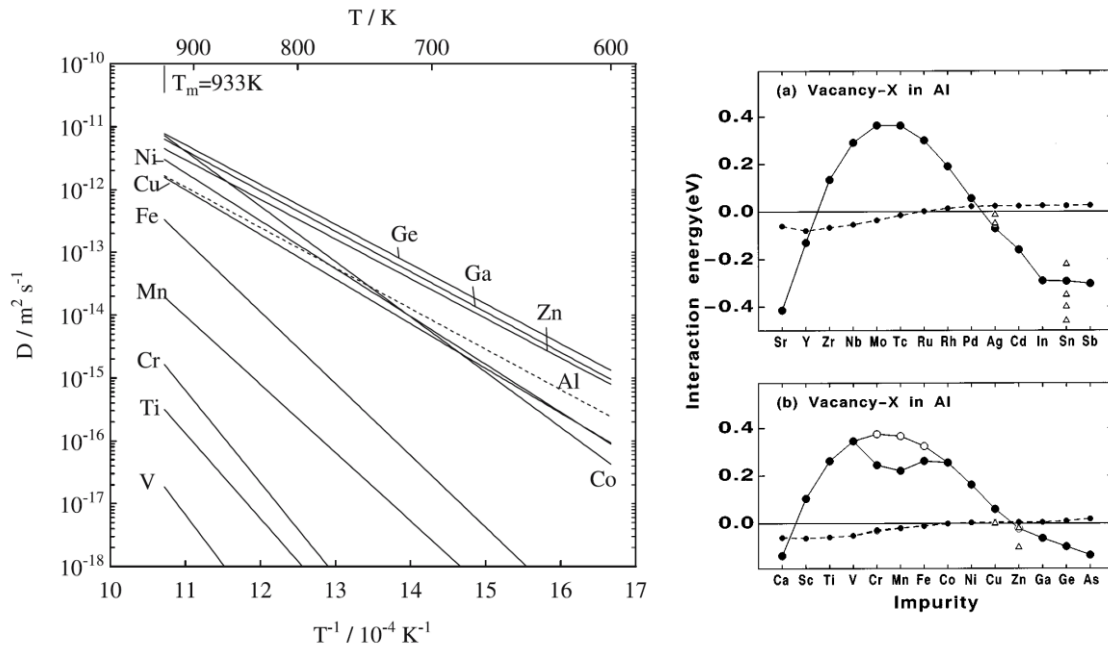 T / K
900 800 700 600
10⁻¹⁰
Tₘ=933K
10⁻¹¹
Ni
10⁻¹²
Cu
Fe
10⁻¹³
Ge
Ga
Mn
10⁻¹⁴
Zn
Cr
10⁻¹⁵
Al
Ti
10⁻¹⁶
V
Co
10⁻¹⁷
10⁻¹⁸
D / m² s⁻¹
10 11 12 13 14 15 16 17
T⁻¹ / 10⁻⁴ K⁻¹
Interaction energy(eV)
(a) Vacancy-X in Al
0.4
0.2
0.0
-0.2
-0.4
Sr Y Zr Nb Mo Tc Ru Rh Pd Ag Cd In Sn Sb
(b) Vacancy-X in Al
0.4
0.2
0.0
Ca Sc Ti V Cr Mn Fe Co Ni Cu Zn Ga Ge As
Impurity